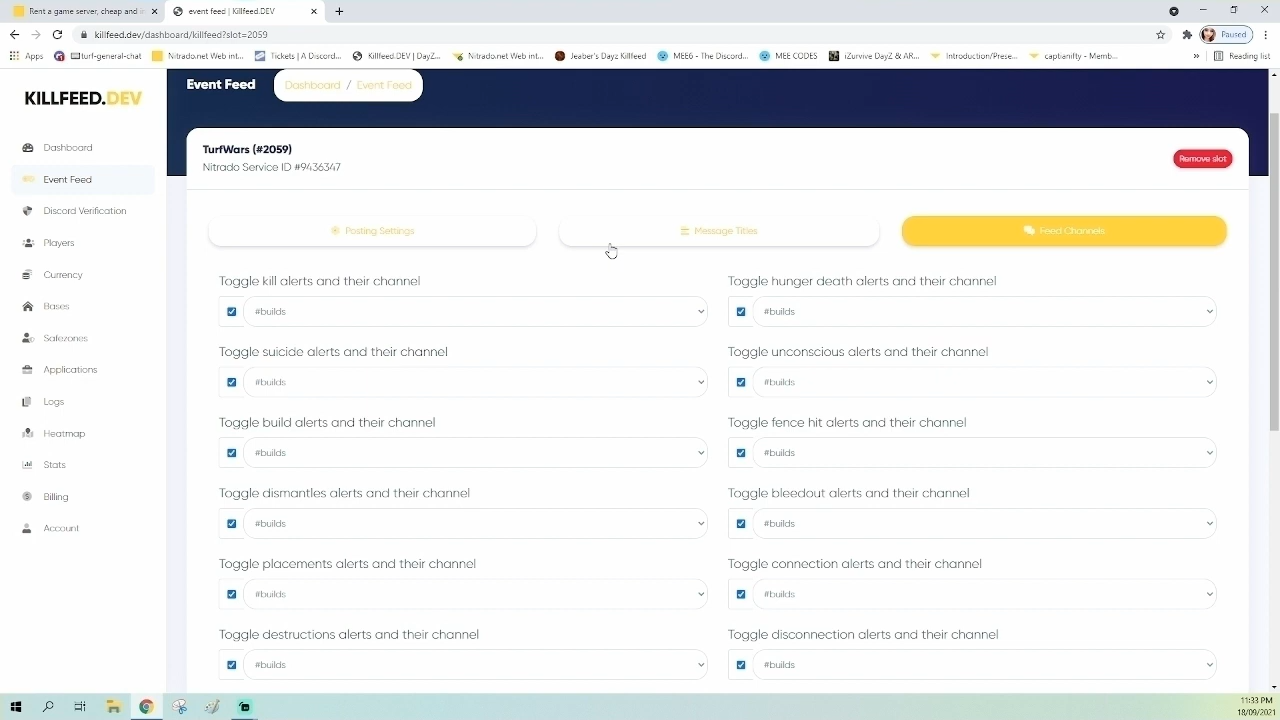 Rent a game server, cheap and in
event feed | Killfeed.DEV
killfeed.dev/dashboard/killfeed?slot=2059
Paused
Apps
turf-general-chat
Nitrado.net Web int...
Tickets | A Discord...
Killfeed.DEV | DayZ...
Nitrado.net Web int...
Jeaber's Dayz Killfeed
MEE6 - The Discord...
MEE CODES
iZurvive DayZ & AR...
Introduction/Prese...
captianifty - Memb...
»
Reading list
KILLFEED.DEV
Event Feed
Dashboard / Event Feed
TurfWars (#2059)
Nitrado Service ID #9436347
Remove slot
Dashboard
Event Feed
Discord Verification
Players
Currency
Bases
Safezones
Applications
Logs
Heatmap
Stats
Billing
Account
Posting Settings
Message Titles
Feed Channels
Toggle kill alerts and their channel
#builds
Toggle hunger death alerts and their channel
#builds
Toggle suicide alerts and their channel
#builds
Toggle unconscious alerts and their channel
#builds
Toggle build alerts and their channel
#builds
Toggle fence hit alerts and their channel
#builds
Toggle dismantles alerts and their channel
#builds
Toggle bleedout alerts and their channel
#builds
Toggle placements alerts and their channel
#builds
Toggle connection alerts and their channel
#builds
Toggle destructions alerts and their channel
#builds
Toggle disconnection alerts and their channel
#builds
11:33 PM
18/09/2021